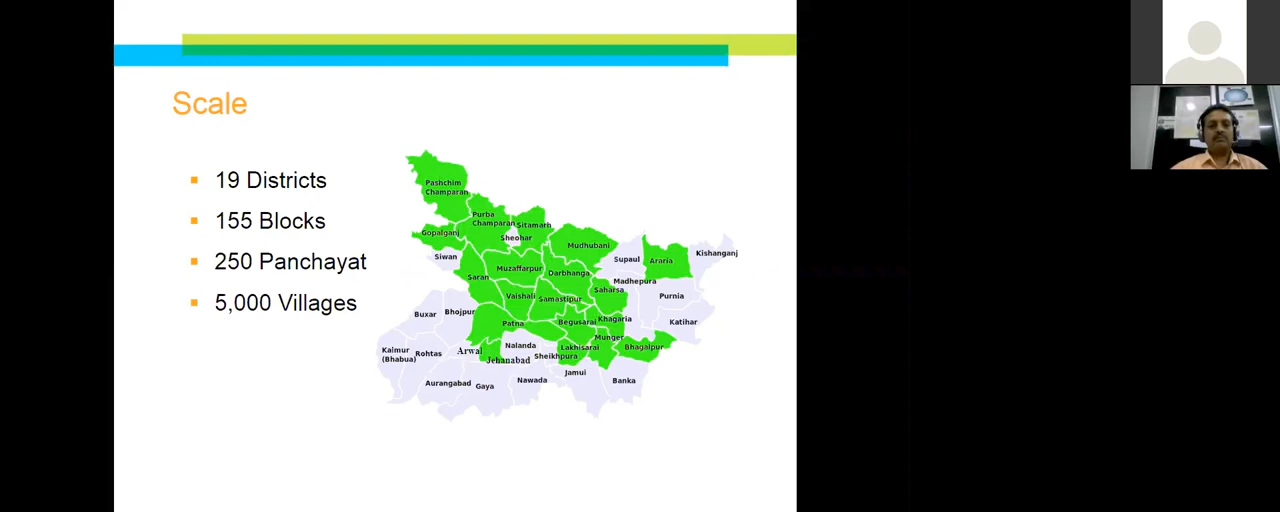 Scale
19 Districts
155 Blocks
250 Panchayat
5,000 Villages
Pashchim
Champaran
Purba
Champaran
Sitamarh
Gopalganj
Sheohar
Mudhubani
Siwan
Supaul
Araria
Kishanganj
Muzaffarpur
Darbhanga
Saran
Madhepura
Saharsa
Purnia
Vaishali
Samastipur
Buxar
Bhojpur
Patna
Begusarai
Khagaria
Katihar
Munger
Nalanda
Lakhisarai
Bhagalpur
Kaimur
(Bhabua)
Rohtas
Arwal
Jehanabad
Sheikhpura
Jamui
Aurangabad
Gaya
Nawada
Banka